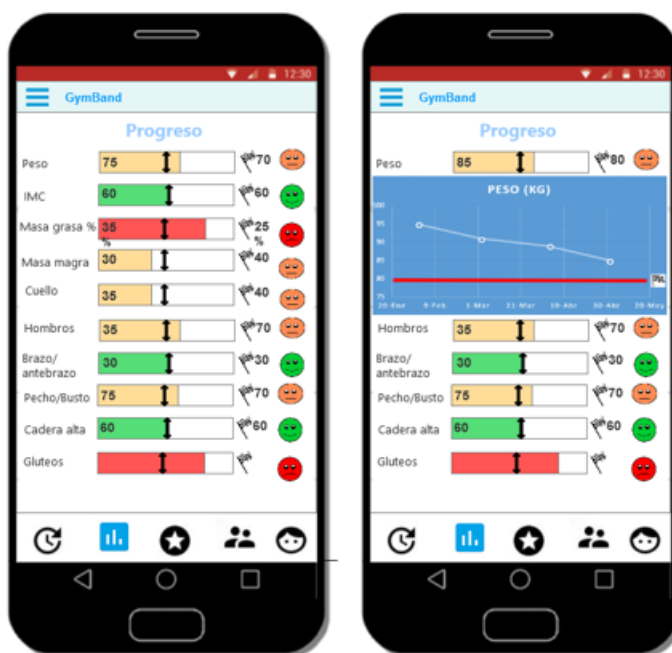 12:30
GymBand
Progreso
Peso 75 70
IMC 60 60
Masa grasa % 35 % 25 %
Masa magra 30 40
Cuello 35 40
Hombros 35 70
Brazo/
antebrazo 30 30
Pecho/Busto 75 70
Cadera alta 60 60
Gluteos
12:30
GymBand
Progreso
Peso 85 80
PESO (KG)
100
95
90
85
80
75
20-Ene 9-Feb 1-Mar 21-Mar 10-Abr 30-Abr 20-May
Hombros 35 70
Brazo/
antebrazo 30 30
Pecho/Busto 75 70
Cadera alta 60 60
Gluteos